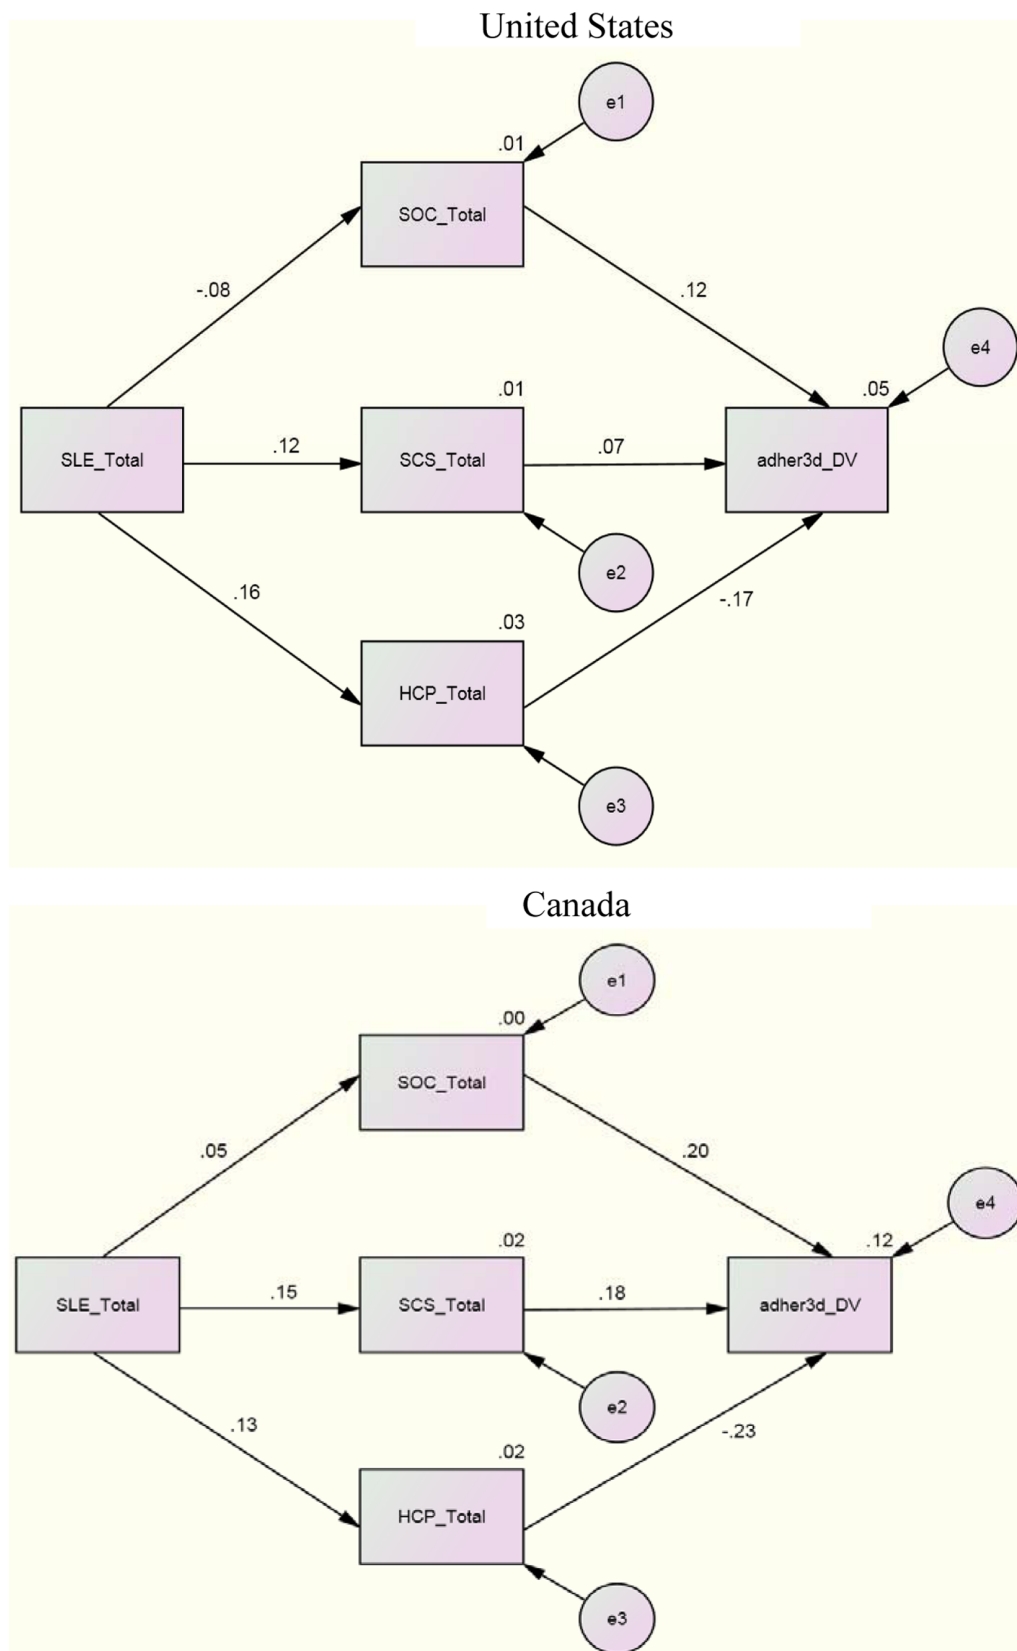 United States
e1
.01
SOC_Total
-.08
.12
e4
.01
.05
SLE_Total
.12
SCS_Total
.07
adher3d_DV
e2
.16
-.17
.03
HCP_Total
e3
Canada
e1
.00
SOC_Total
.05
.20
e4
.02
.12
SLE_Total
.15
SCS_Total
.18
adher3d_DV
e2
.13
-.23
.02
HCP_Total
e3